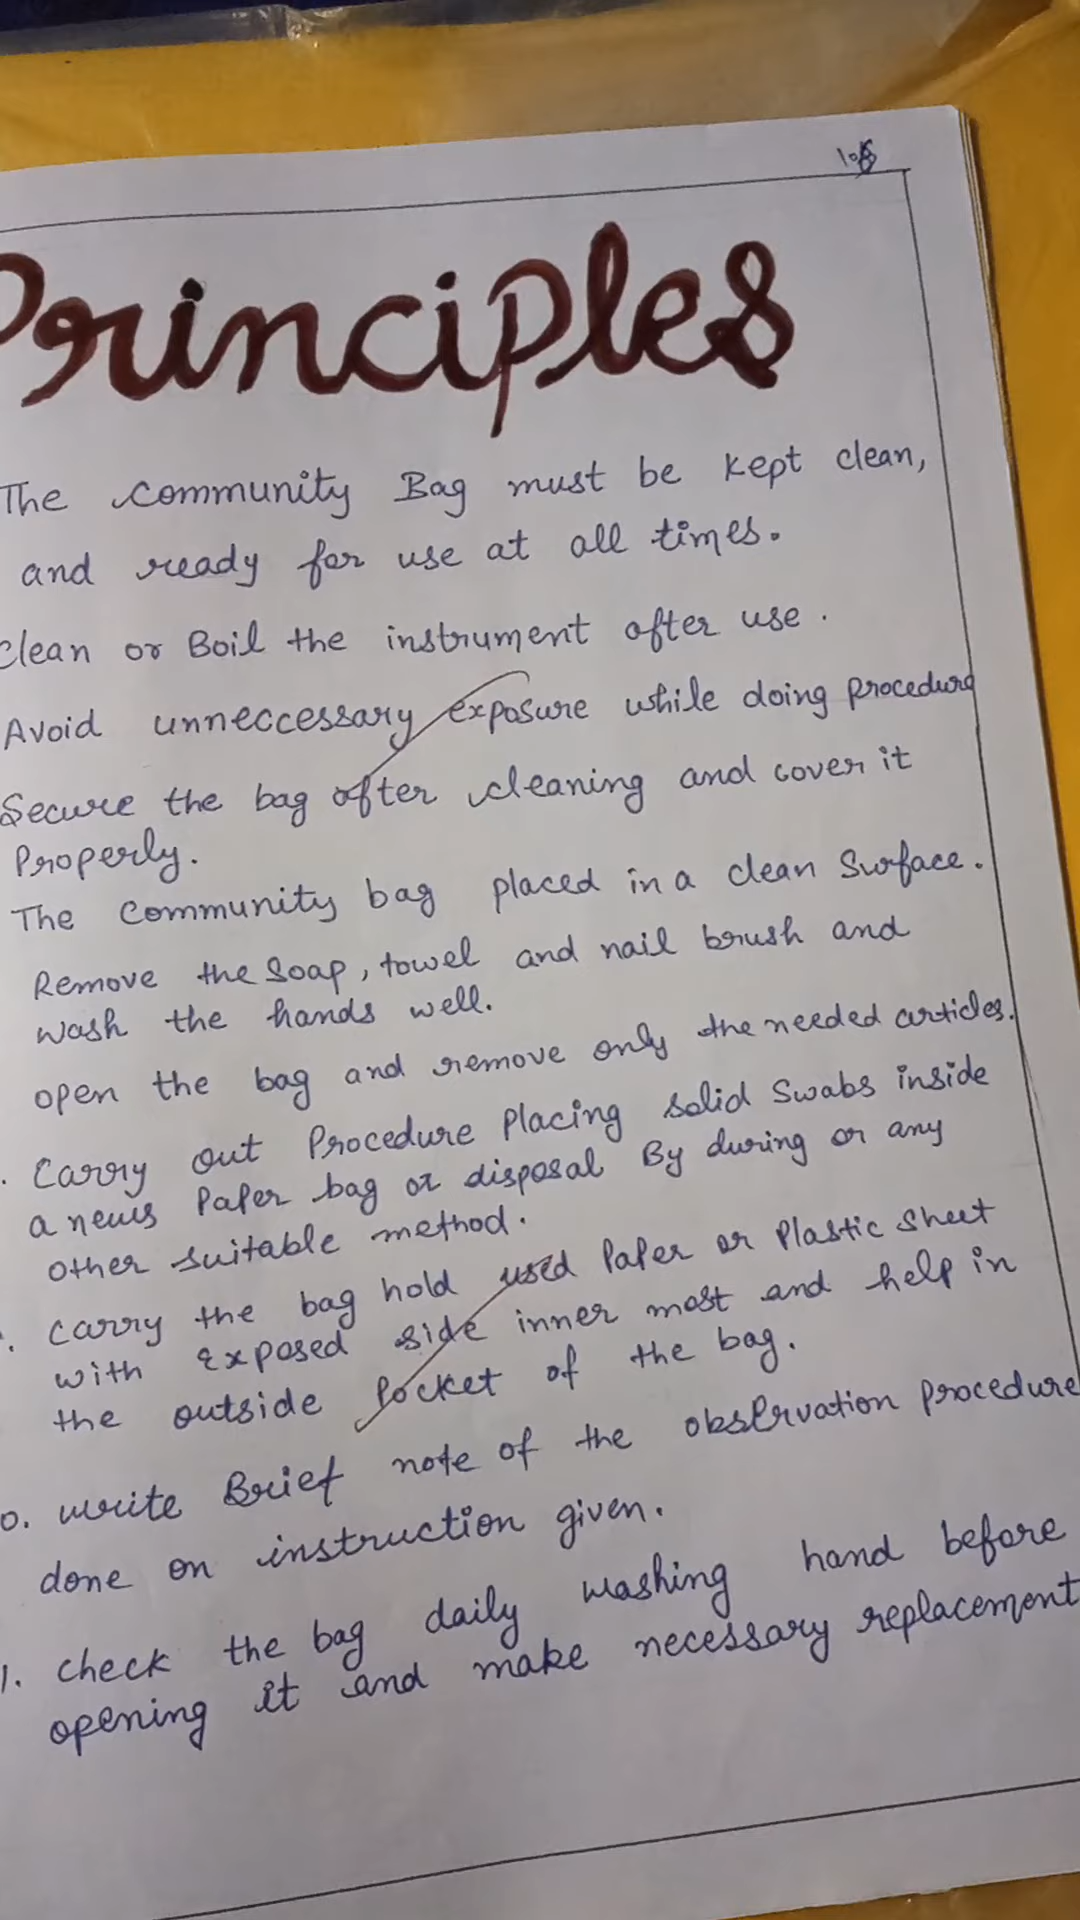 Principles
The Community Bag must be kept clean,
and ready for use at all times.
clean or Boil the instrument after use.
Avoid unneccessary exposure while doing procedure
Secure the bag after cleaning and cover it
Properly.
The Community bag placed in a clean Surface.
Remove the Soap, towel and nail brush and
wash the hands well.
open the bag and remove only the needed articles.
. Carry out Procedure Placing solid Swabs inside
a news Paper bag or disposal By during or any
other suitable method.
. Carry the bag hold used Paper or Plastic Sheet
with Exposed side inner most and help in
the outside Pocket of the bag.
0. write Brief note of the observation procedure
done on instruction given.
1. check the bag daily washing hand before
opening it and make necessary replacement